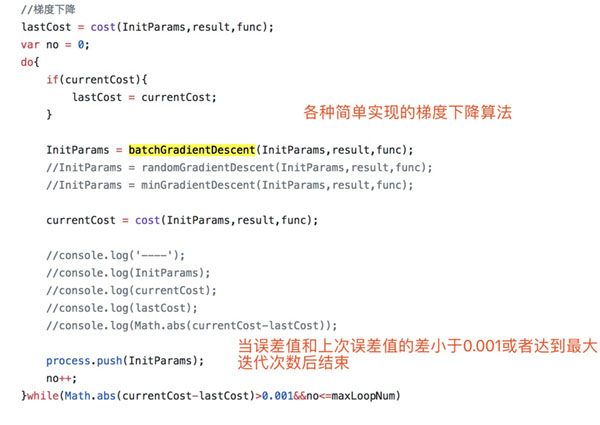 //梯度下降
lastCost = cost(InitParams,result,func);
var no = 0;
do{
if(currentCost){
lastCost = currentCost;
}
各种简单实现的梯度下降算法
InitParams = batchGradientDescent(InitParams,result,func);
//InitParams = randomGradientDescent(InitParams,result,func);
//InitParams = minGradientDescent(InitParams,result,func);
currentCost = cost(InitParams,result,func);
//console.log('----');
//console.log(InitParams);
//console.log(currentCost);
//console.log(lastCost);
//console.log(Math.abs(currentCost-lastCost));
当误差值和上次误差值的差小于0.001或者达到最大
迭代次数后结束
process.push(InitParams);
no++;
}while(Math.abs(currentCost-lastCost)>0.001&&no<=maxLoopNum)